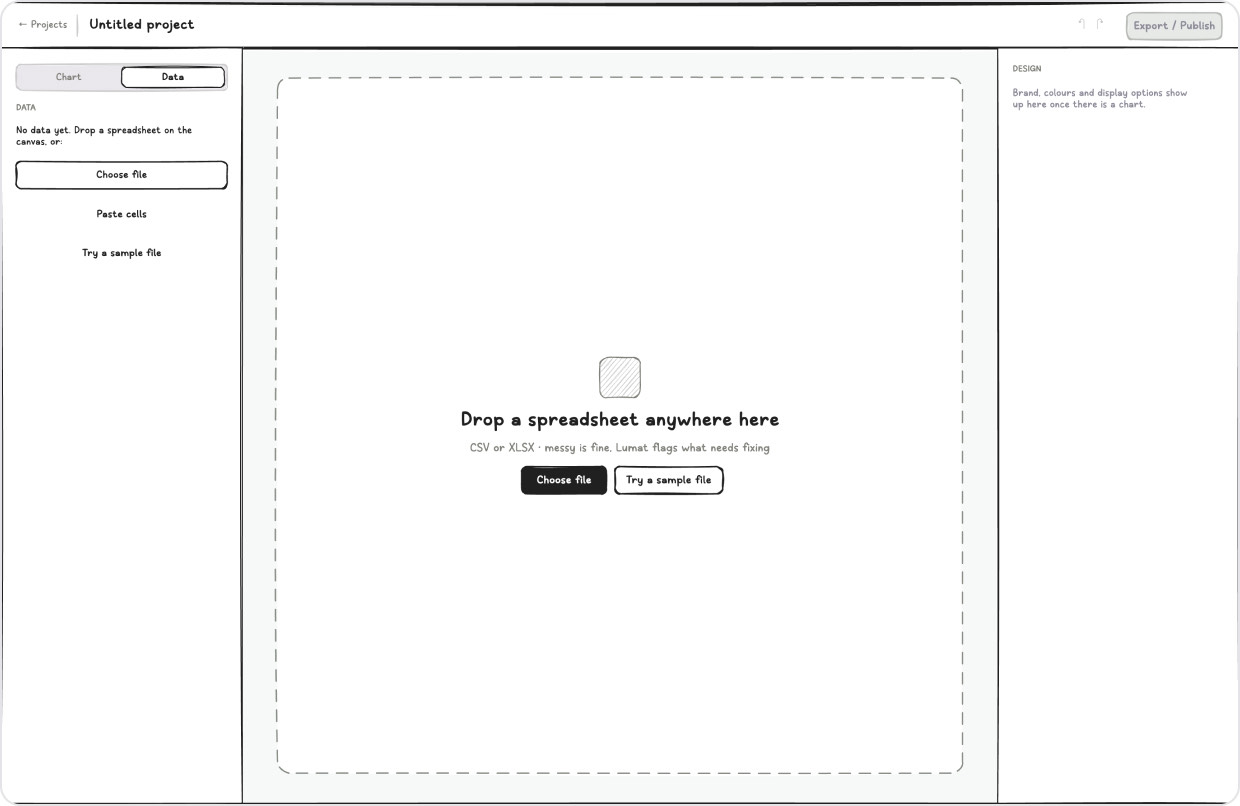 ← Projects
Untitled project
Export / Publish
Chart
Data
DATA
No data yet. Drop a spreadsheet on the
canvas, or:
Choose file
Paste cells
Try a sample file
Drop a spreadsheet anywhere here
CSV or XLSX · messy is fine, Lumat flags what needs fixing
Choose file
Try a sample file
DESIGN
Brand, colours and display options show
up here once there is a chart.